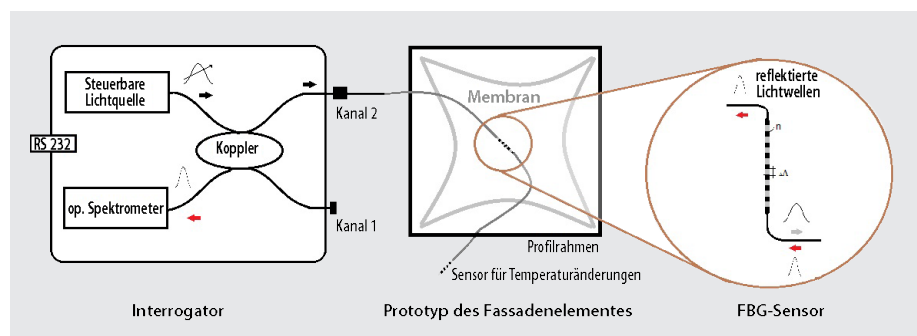 Steuerbare
Lichtquelle
RS 232
Koppler
op. Spektrometer
Kanal 2
Kanal 1
Membran
Profilrahmen
Sensor für Temperaturänderungen
reflektierte
Lichtwellen
n
Interrogator
Prototyp des Fassadenelementes
FBG-Sensor